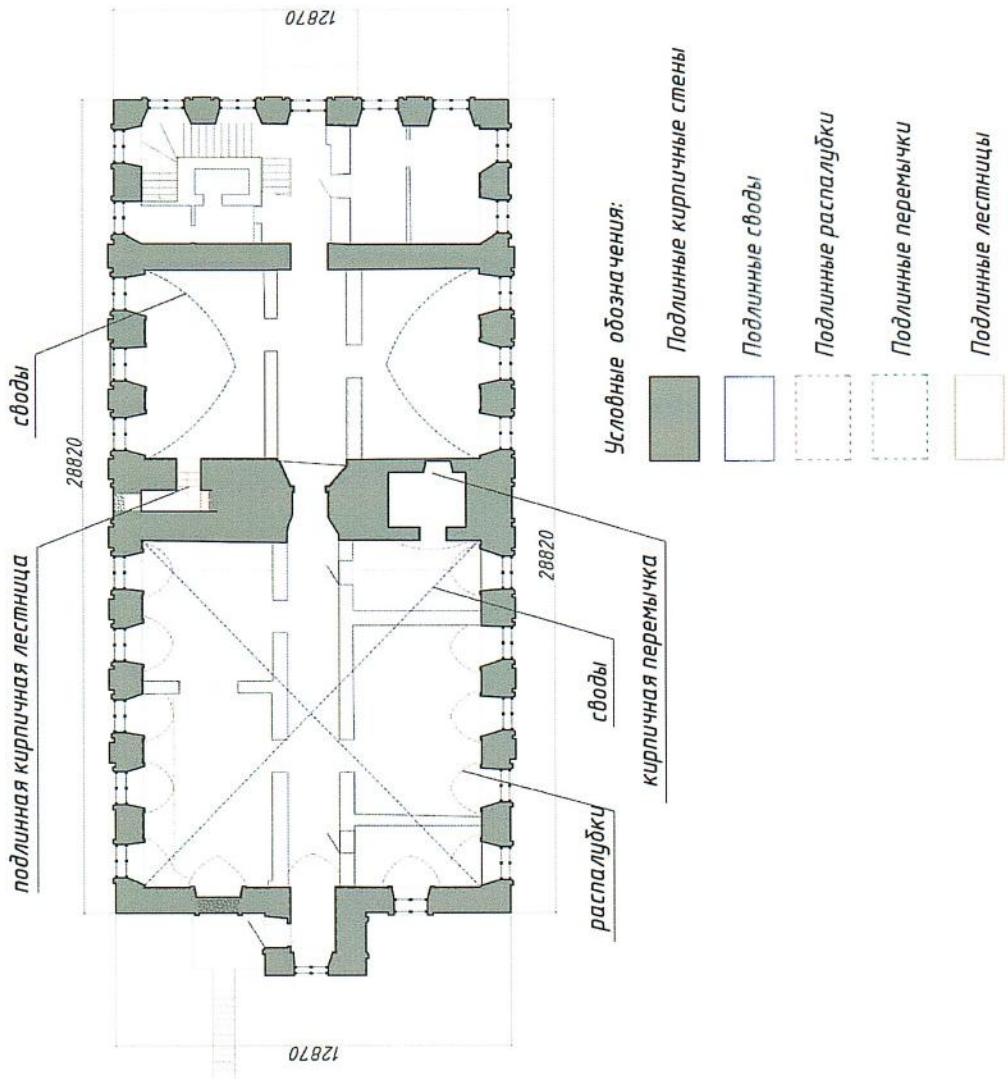 12870
28820
подлинная кирпичная лестница
своды
своды
распалубки
кирпичная перемычка
28820
12870
Условные обозначения:
Подлинные кирпичные стены
Подлинные своды
Подлинные распалубки
Подлинные перемычки
Подлинные лестницы